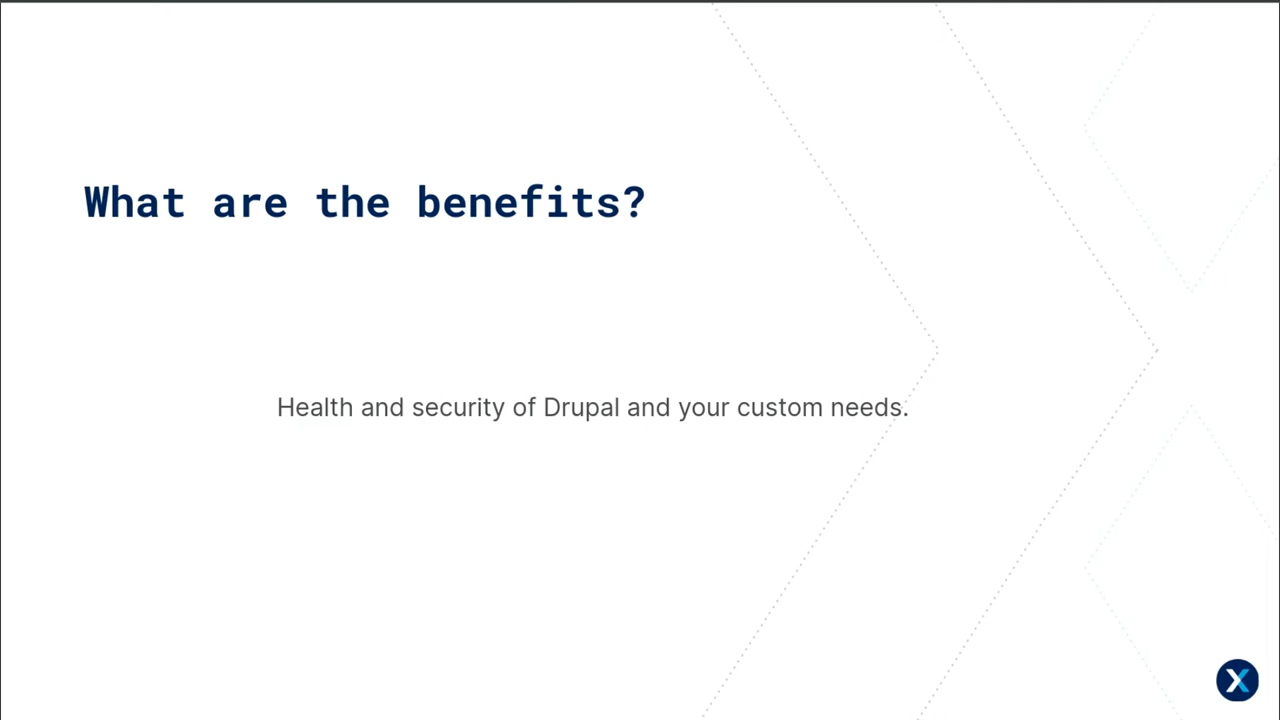 What are the benefits?
Health and security of Drupal and your custom needs.